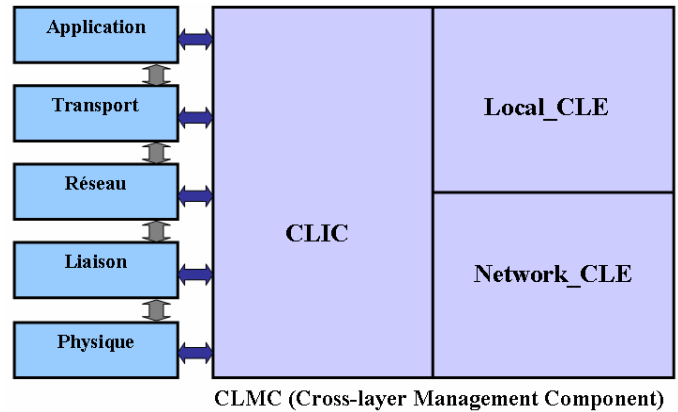 Application
Transport
Réseau
Liaison
Physique
CLIC
Local_CLE
Network_CLE
CLMC (Cross-layer Management Component)